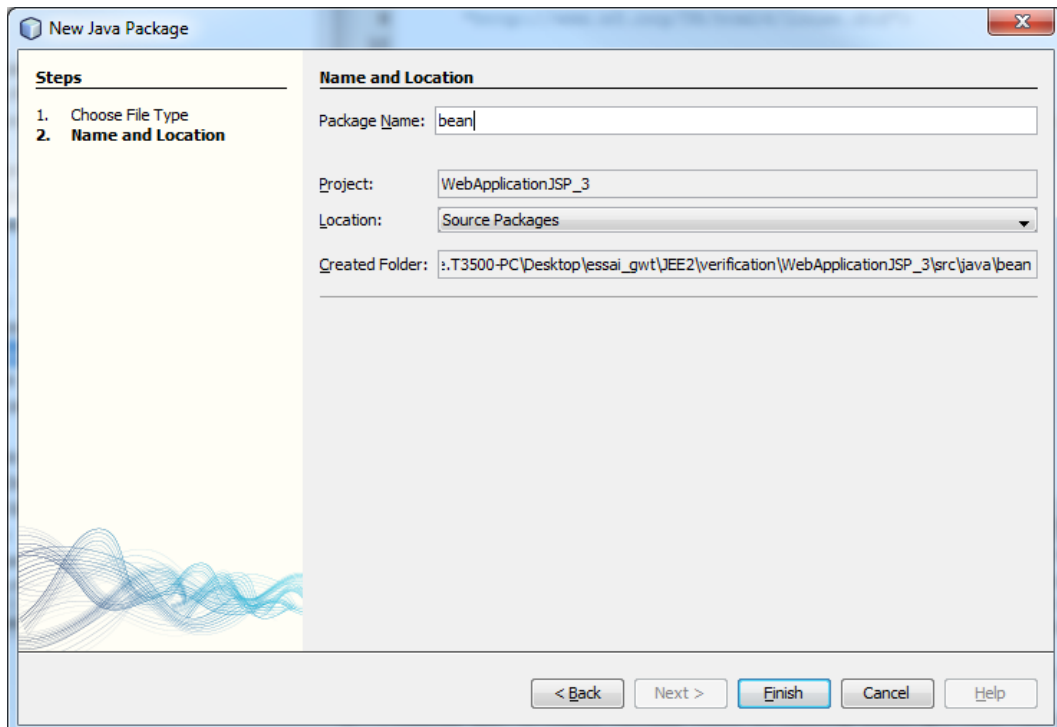 New Java Package
Steps
1. Choose File Type
2. Name and Location
Name and Location
Package Name: bean
Project: WebApplicationJSP_3
Location: Source Packages
Created Folder: e.T3500-PC\Desktop\essai_gwt\JEE2\verification\WebApplicationJSP_3\src\java\bean
< Back Next > Finish Cancel Help